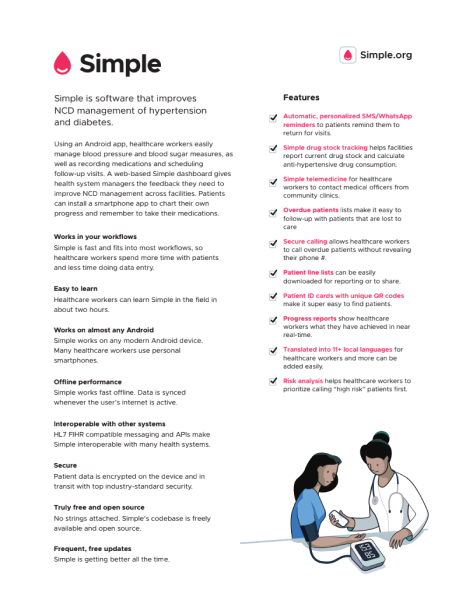 Simple
Simple.org
Simple is software that improves
NCD management of hypertension
and diabetes.
Using an Android app, healthcare workers easily
manage blood pressure and blood sugar measures, as
well as recording medications and scheduling
follow-up visits. A web-based Simple dashboard gives
health system managers the feedback they need to
improve NCD management across facilities. Patients
can install a smartphone app to chart their own
progress and remember to take their medications.
Works in your workflows
Simple is fast and fits into most workflows, so
healthcare workers spend more time with patients
and less time doing data entry.
Easy to learn
Healthcare workers can learn Simple in the field in
about two hours.
Works on almost any Android
Simple works on any modern Android device.
Many healthcare workers use personal
smartphones.
Offline performance
Simple works fast offline. Data is synced
whenever the user's internet is active.
Interoperable with other systems
HL7 FIHR compatible messaging and APIs make
Simple interoperable with many health systems.
Secure
Patient data is encrypted on the device and in
transit with top industry-standard security.
Truly free and open source
No strings attached. Simple's codebase is freely
available and open source.
Frequent, free updates
Simple is getting better all the time.
Features
Automatic, personalized SMS/WhatsApp
reminders to patients remind them to
return for visits.
Simple drug stock tracking helps facilities
report current drug stock and calculate
anti-hypertensive drug consumption.
Simple telemedicine for healthcare
workers to contact medical officers from
community clinics.
Overdue patients lists make it easy to
follow-up with patients that are lost to
care
Secure calling allows healthcare workers
to call overdue patients without revealing
their phone #.
Patient line lists can be easily
downloaded for reporting or to share.
Patient ID cards with unique QR codes
make it super easy to find patients.
Progress reports show healthcare
workers what they have achieved in near
real-time.
Translated into 11+ local languages for
healthcare workers and more can be
added easily.
Risk analysis helps healthcare workers to
prioritize calling "high risk" patients first.